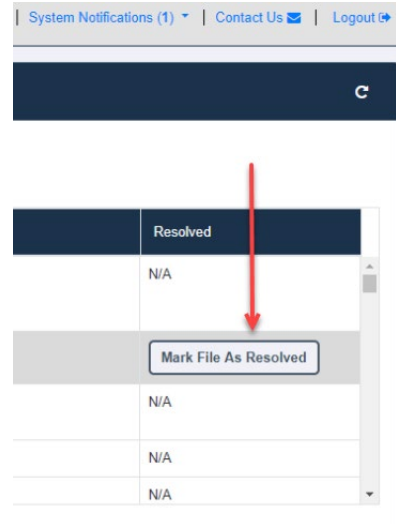 | System Notifications (1) | Contact Us | Logout
Resolved
N/A
Mark File As Resolved
N/A
N/A
N/A